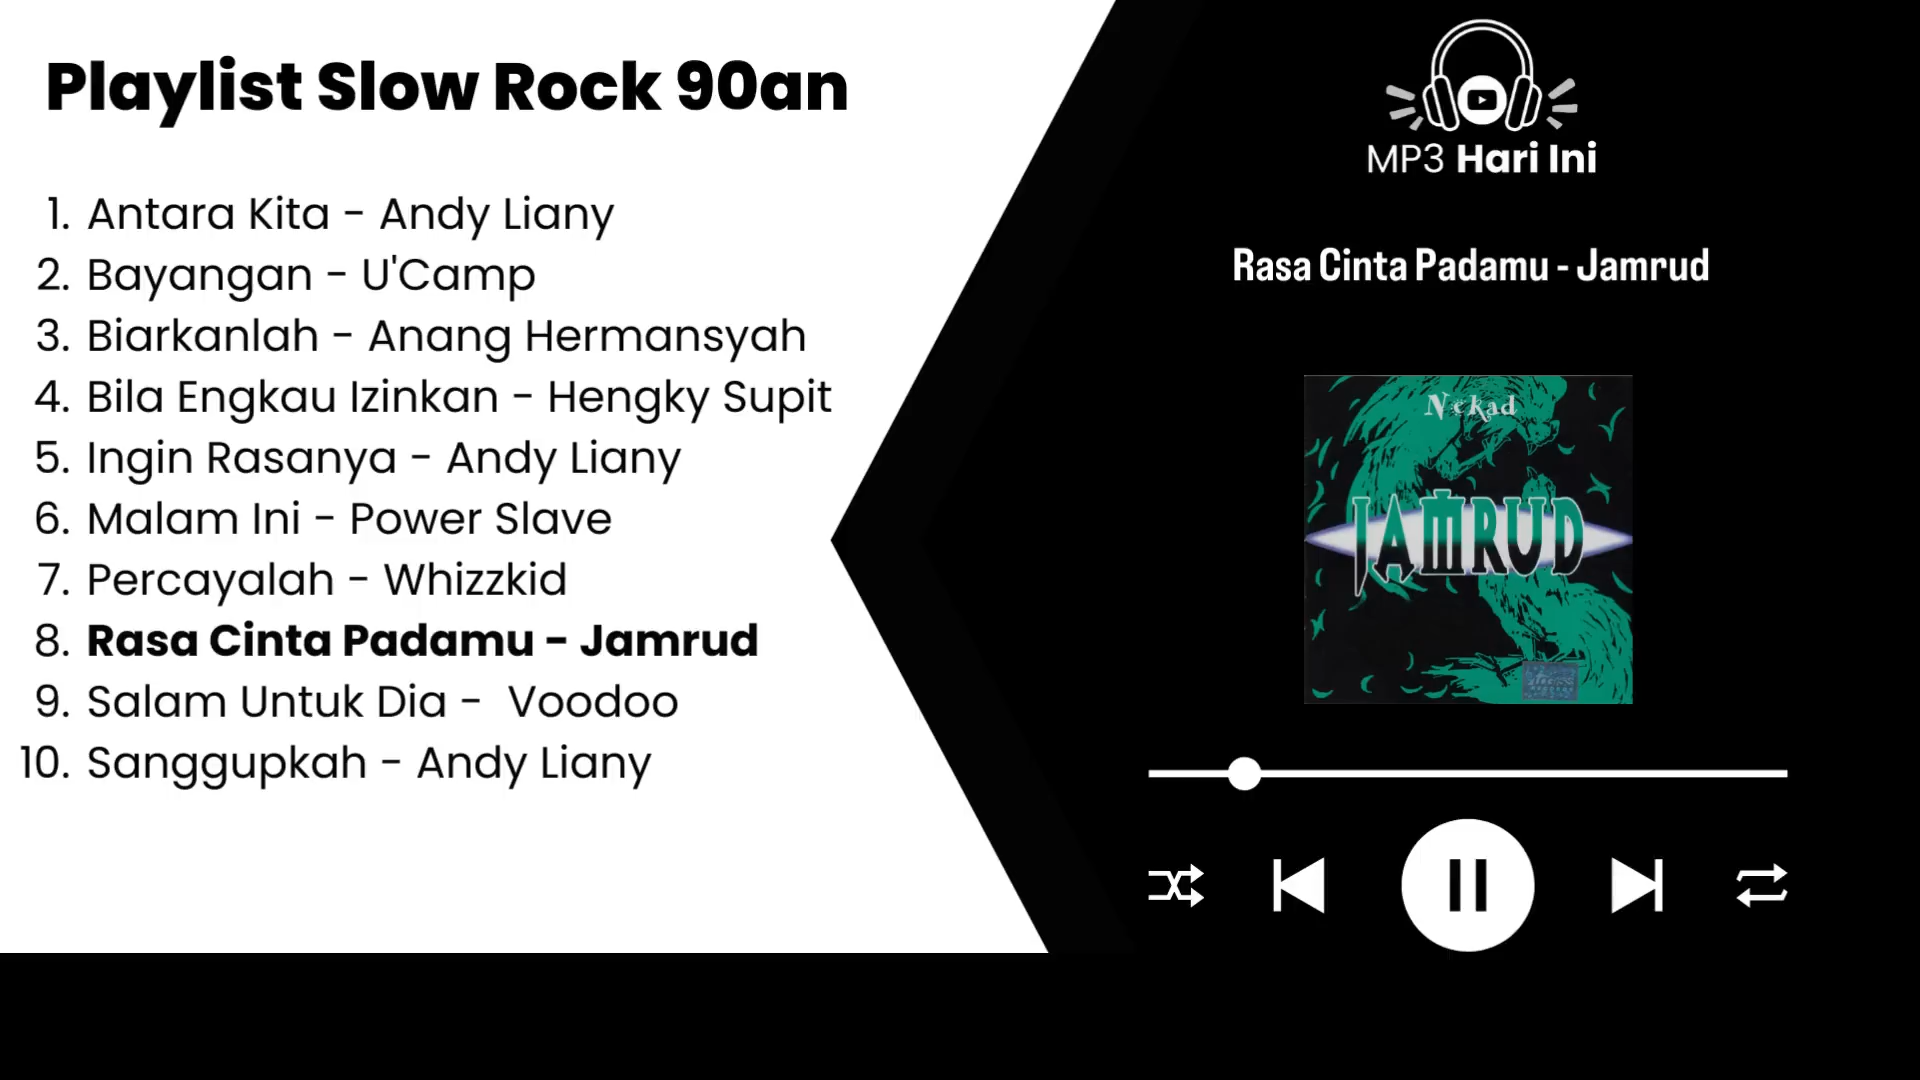 Playlist Slow Rock 90an
1. Antara Kita - Andy Liany
2. Bayangan - U'Camp
3. Biarkanlah - Anang Hermansyah
4. Bila Engkau Izinkan - Hengky Supit
5. Ingin Rasanya - Andy Liany
6. Malam Ini - Power Slave
7. Percayalah - Whizzkid
8. Rasa Cinta Padamu - Jamrud
9. Salam Untuk Dia -  Voodoo
10. Sanggupkah - Andy Liany
MP3 Hari Ini
Rasa Cinta Padamu - Jamrud
Nekad
JAMRUD